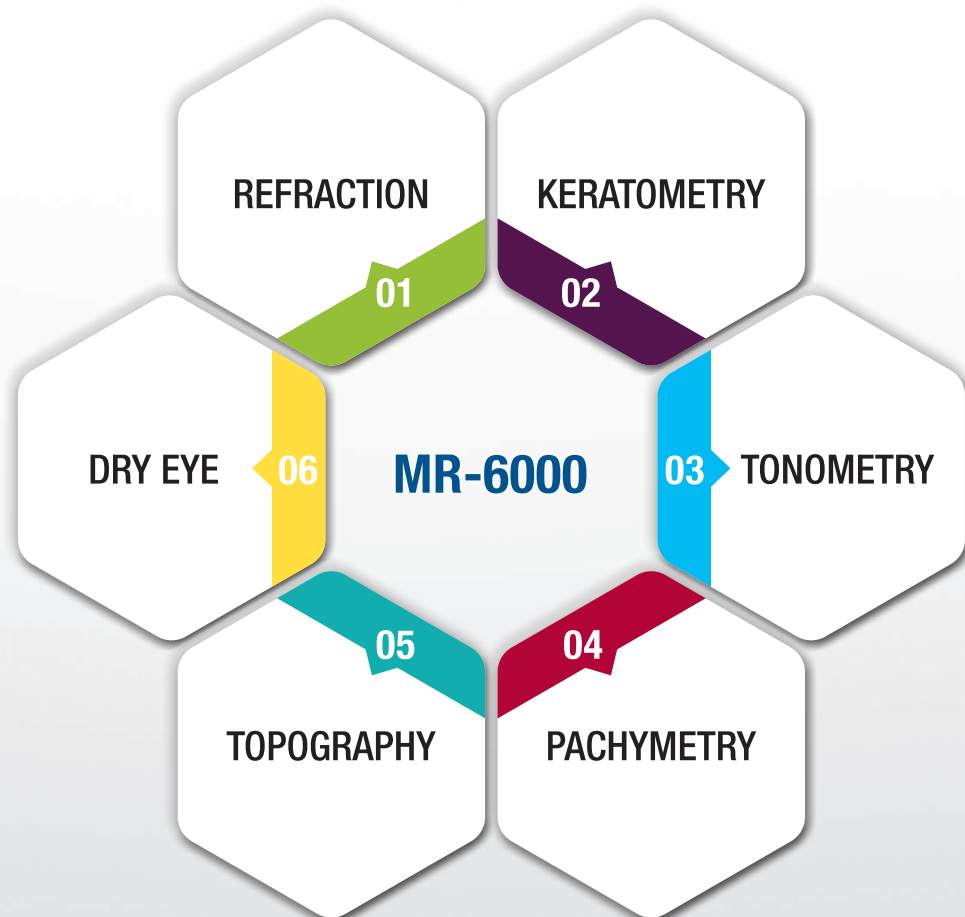 REFRACTION
01
KERATOMETRY
02
03
TONOMETRY
04
PACHYMETRY
05
TOPOGRAPHY
06
DRY EYE
MR-6000